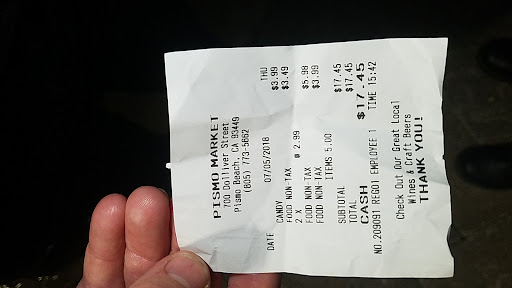 PISMO MARKET
700 Dolliver Street
Pismo Beach, CA 93449
(805) 773-5862
DATE 07/05/2018 THU
CANDY $3.99
FOOD NON-TAX $3.49
2 X @ 2.99
FOOD NON-TAX $5.98
FOOD NON-TAX $3.99
ITEMS 5.00
SUBTOTAL $17.45
TOTAL $17.45
CASH $17.45
NO.209091 REG01 EMPLOYEE 1 TIME 15:42
Check Out Our Great Local
Wines & Craft Beers
THANK YOU!